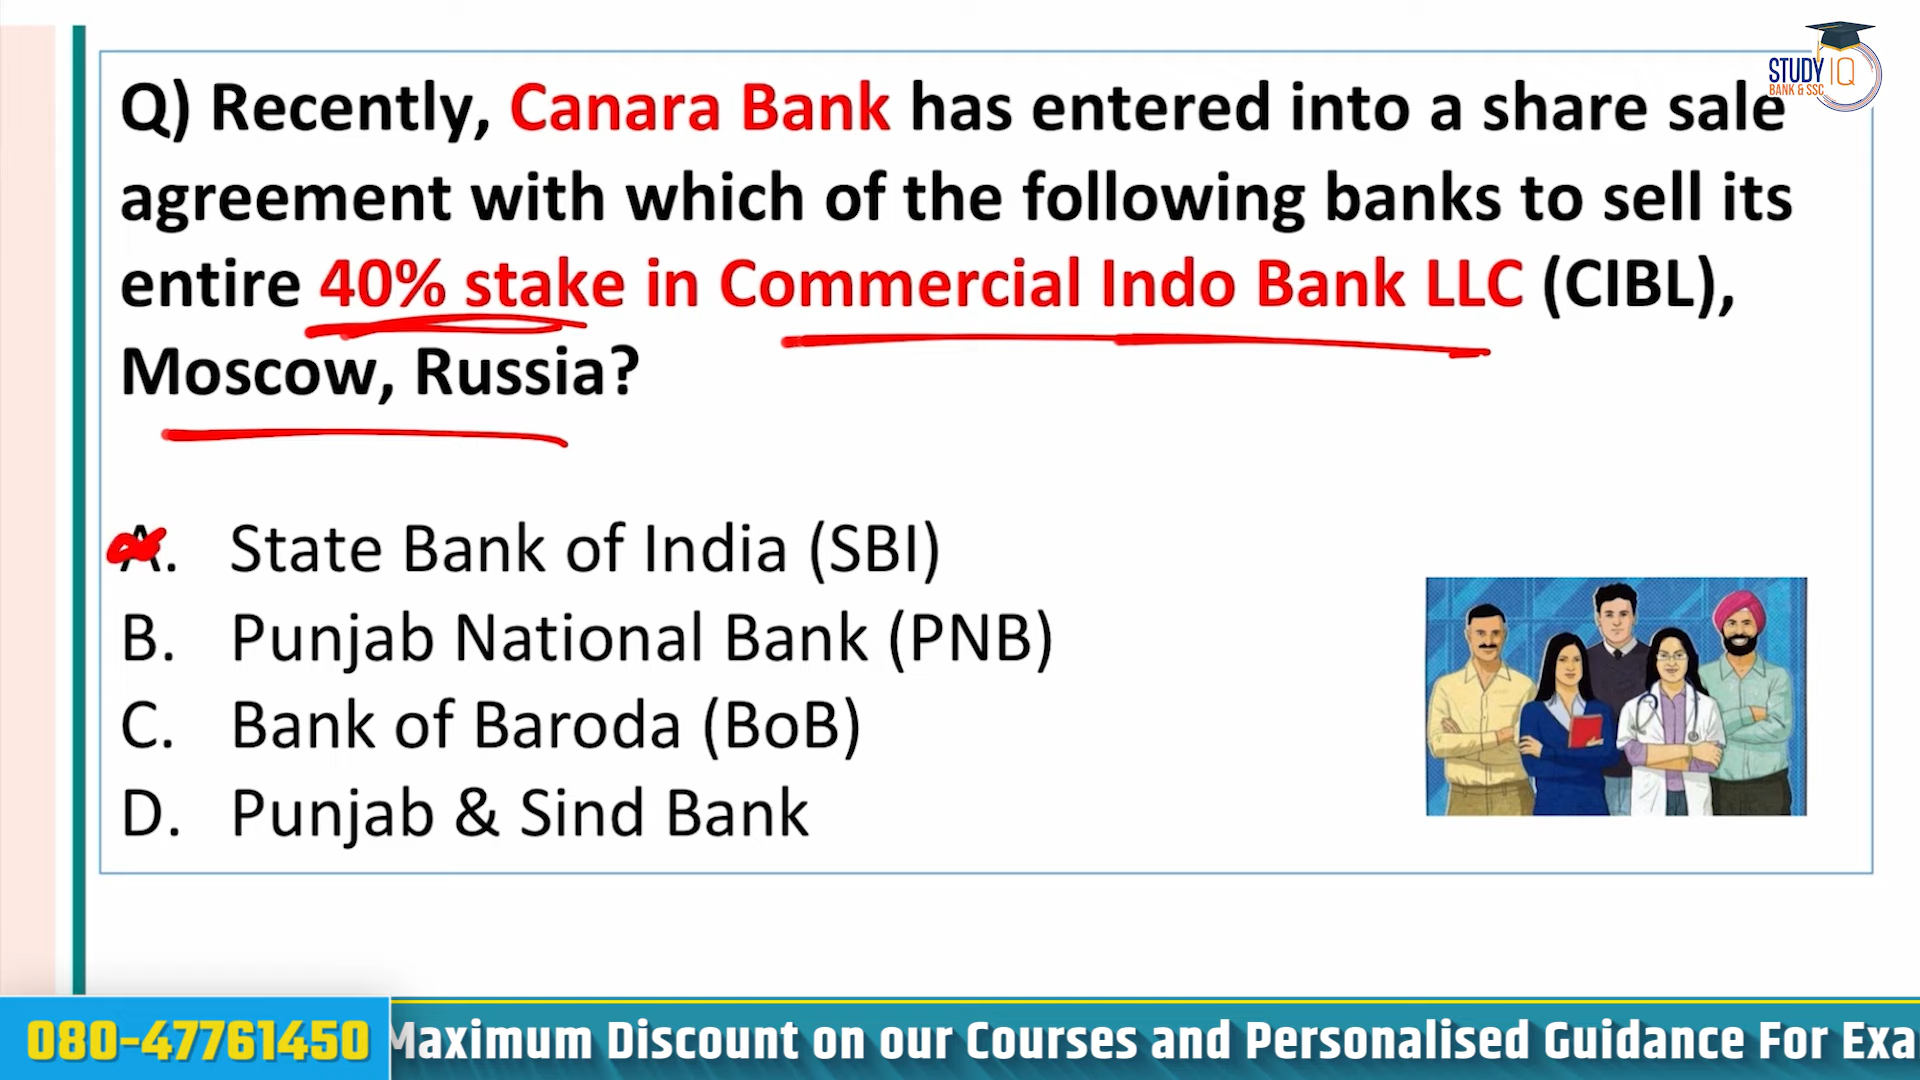 STUDY IQ
BANK & SSC
Q) Recently, Canara Bank has entered into a share sale
agreement with which of the following banks to sell its
entire 40% stake in Commercial Indo Bank LLC (CIBL),
Moscow, Russia?
A. State Bank of India (SBI)
B. Punjab National Bank (PNB)
C. Bank of Baroda (BoB)
D. Punjab & Sind Bank
080-47761450 Maximum Discount on our Courses and Personalised Guidance For Exa